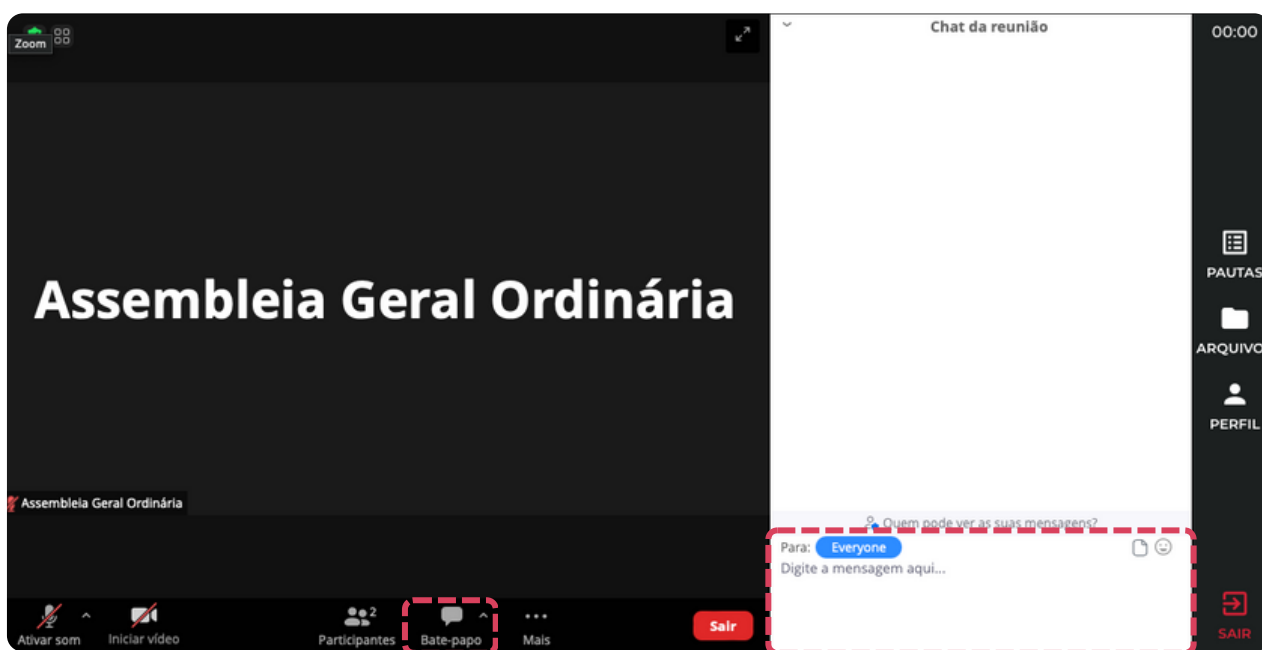 Zoom
Assembleia Geral Ordinária
Assembleia Geral Ordinária
Ativar som
Iniciar vídeo
2
Participantes
Bate-papo
Mais
Sair
Chat da reunião
Quem pode ver as suas mensagens?
Para: Everyone
Digite a mensagem aqui...
00:00
PAUTAS
ARQUIVO
PERFIL
SAIR